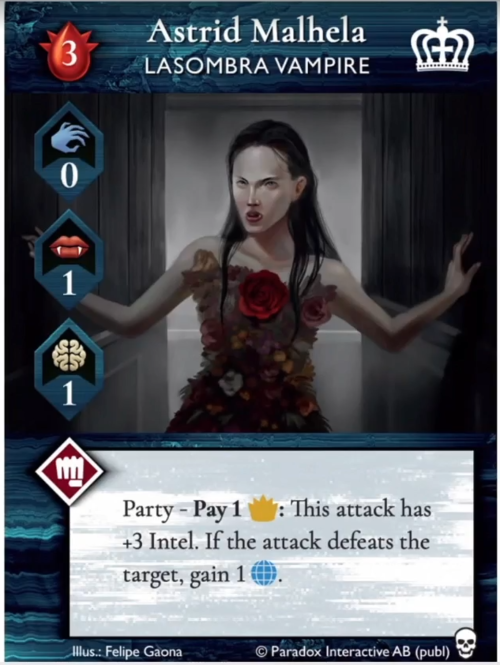 3
Astrid Malhela
LASOMBRA VAMPIRE
0
1
1
Party - Pay 1 : This attack has
+3 Intel. If the attack defeats the
target, gain 1 .
Illus.: Felipe Gaona © Paradox Interactive AB (publ)